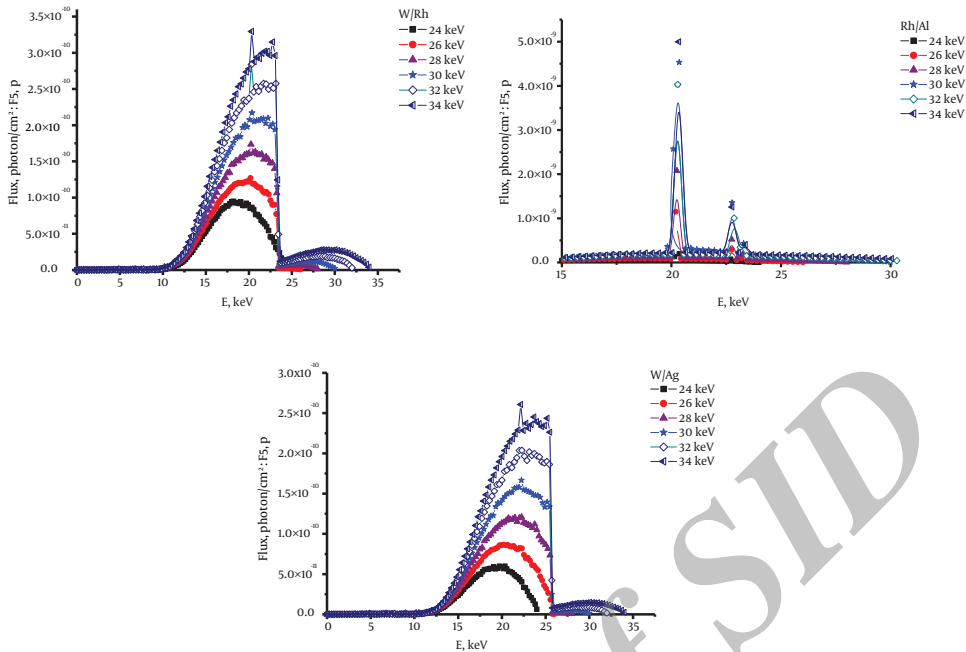 W/Rh
24 keV
26 keV
28 keV
30 keV
32 keV
34 keV
Flux, photon/cm² : F5, p
3.5×10⁻¹⁰
3.0×10⁻¹⁰
2.5×10⁻¹⁰
2.0×10⁻¹⁰
1.5×10⁻¹⁰
1.0×10⁻¹⁰
5.0×10⁻¹¹
0.0
0 5 10 15 20 25 30 35
E, keV
Rh/Al
24 keV
26 keV
28 keV
30 keV
32 keV
34 keV
Flux, photon/cm² : F5, p
5.0×10⁻⁹
4.0×10⁻⁹
3.0×10⁻⁹
2.0×10⁻⁹
1.0×10⁻⁹
0.0
15 20 25 30
E, keV
W/Ag
24 keV
26 keV
28 keV
30 keV
32 keV
34 keV
Flux, photon/cm² : F5, p
3.0×10⁻¹⁰
2.5×10⁻¹⁰
2.0×10⁻¹⁰
1.5×10⁻¹⁰
1.0×10⁻¹⁰
5.0×10⁻¹¹
0.0
0 5 10 15 20 25 30 35
E, keV
of SID